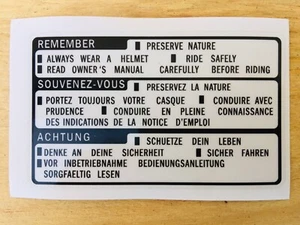 REMEMBER ▮ PRESERVE NATURE
▮ ALWAYS WEAR A HELMET ▮ RIDE SAFELY
▮ READ OWNER'S MANUAL CAREFULLY BEFORE RIDING
SOUVENEZ-VOUS ▮ PRESERVEZ LA NATURE
▮ PORTEZ TOUJOURS VOTRE CASQUE ▮ CONDUIRE AVEC
PRUDENCE ▮ CONDUIRE EN PLEINE CONNAISSANCE
DES INDICATIONS DE LA NOTICE D'EMPLOI
ACHTUNG ▮ SCHUETZE DEIN LEBEN
▮ DENKE AN DEINE SICHERHEIT ▮ SICHER FAHREN
▮ VOR INBETRIEBNAHME BEDIENUNGSANLEITUNG
SORGFAELTIG LESEN